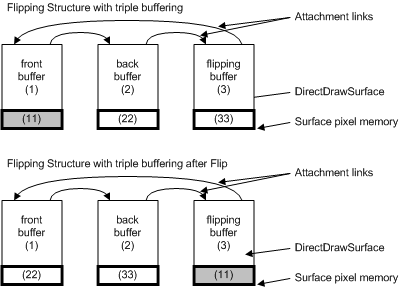 Flipping Structure with triple buffering
Attachment links
front
buffer
(1)
back
buffer
(2)
flipping
buffer
(3)
DirectDrawSurface
(11)
(22)
(33)
Surface pixel memory
Flipping Structure with triple buffering after Flip
Attachment links
front
buffer
(1)
back
buffer
(2)
flipping
buffer
(3)
DirectDrawSurface
(22)
(33)
(11)
Surface pixel memory